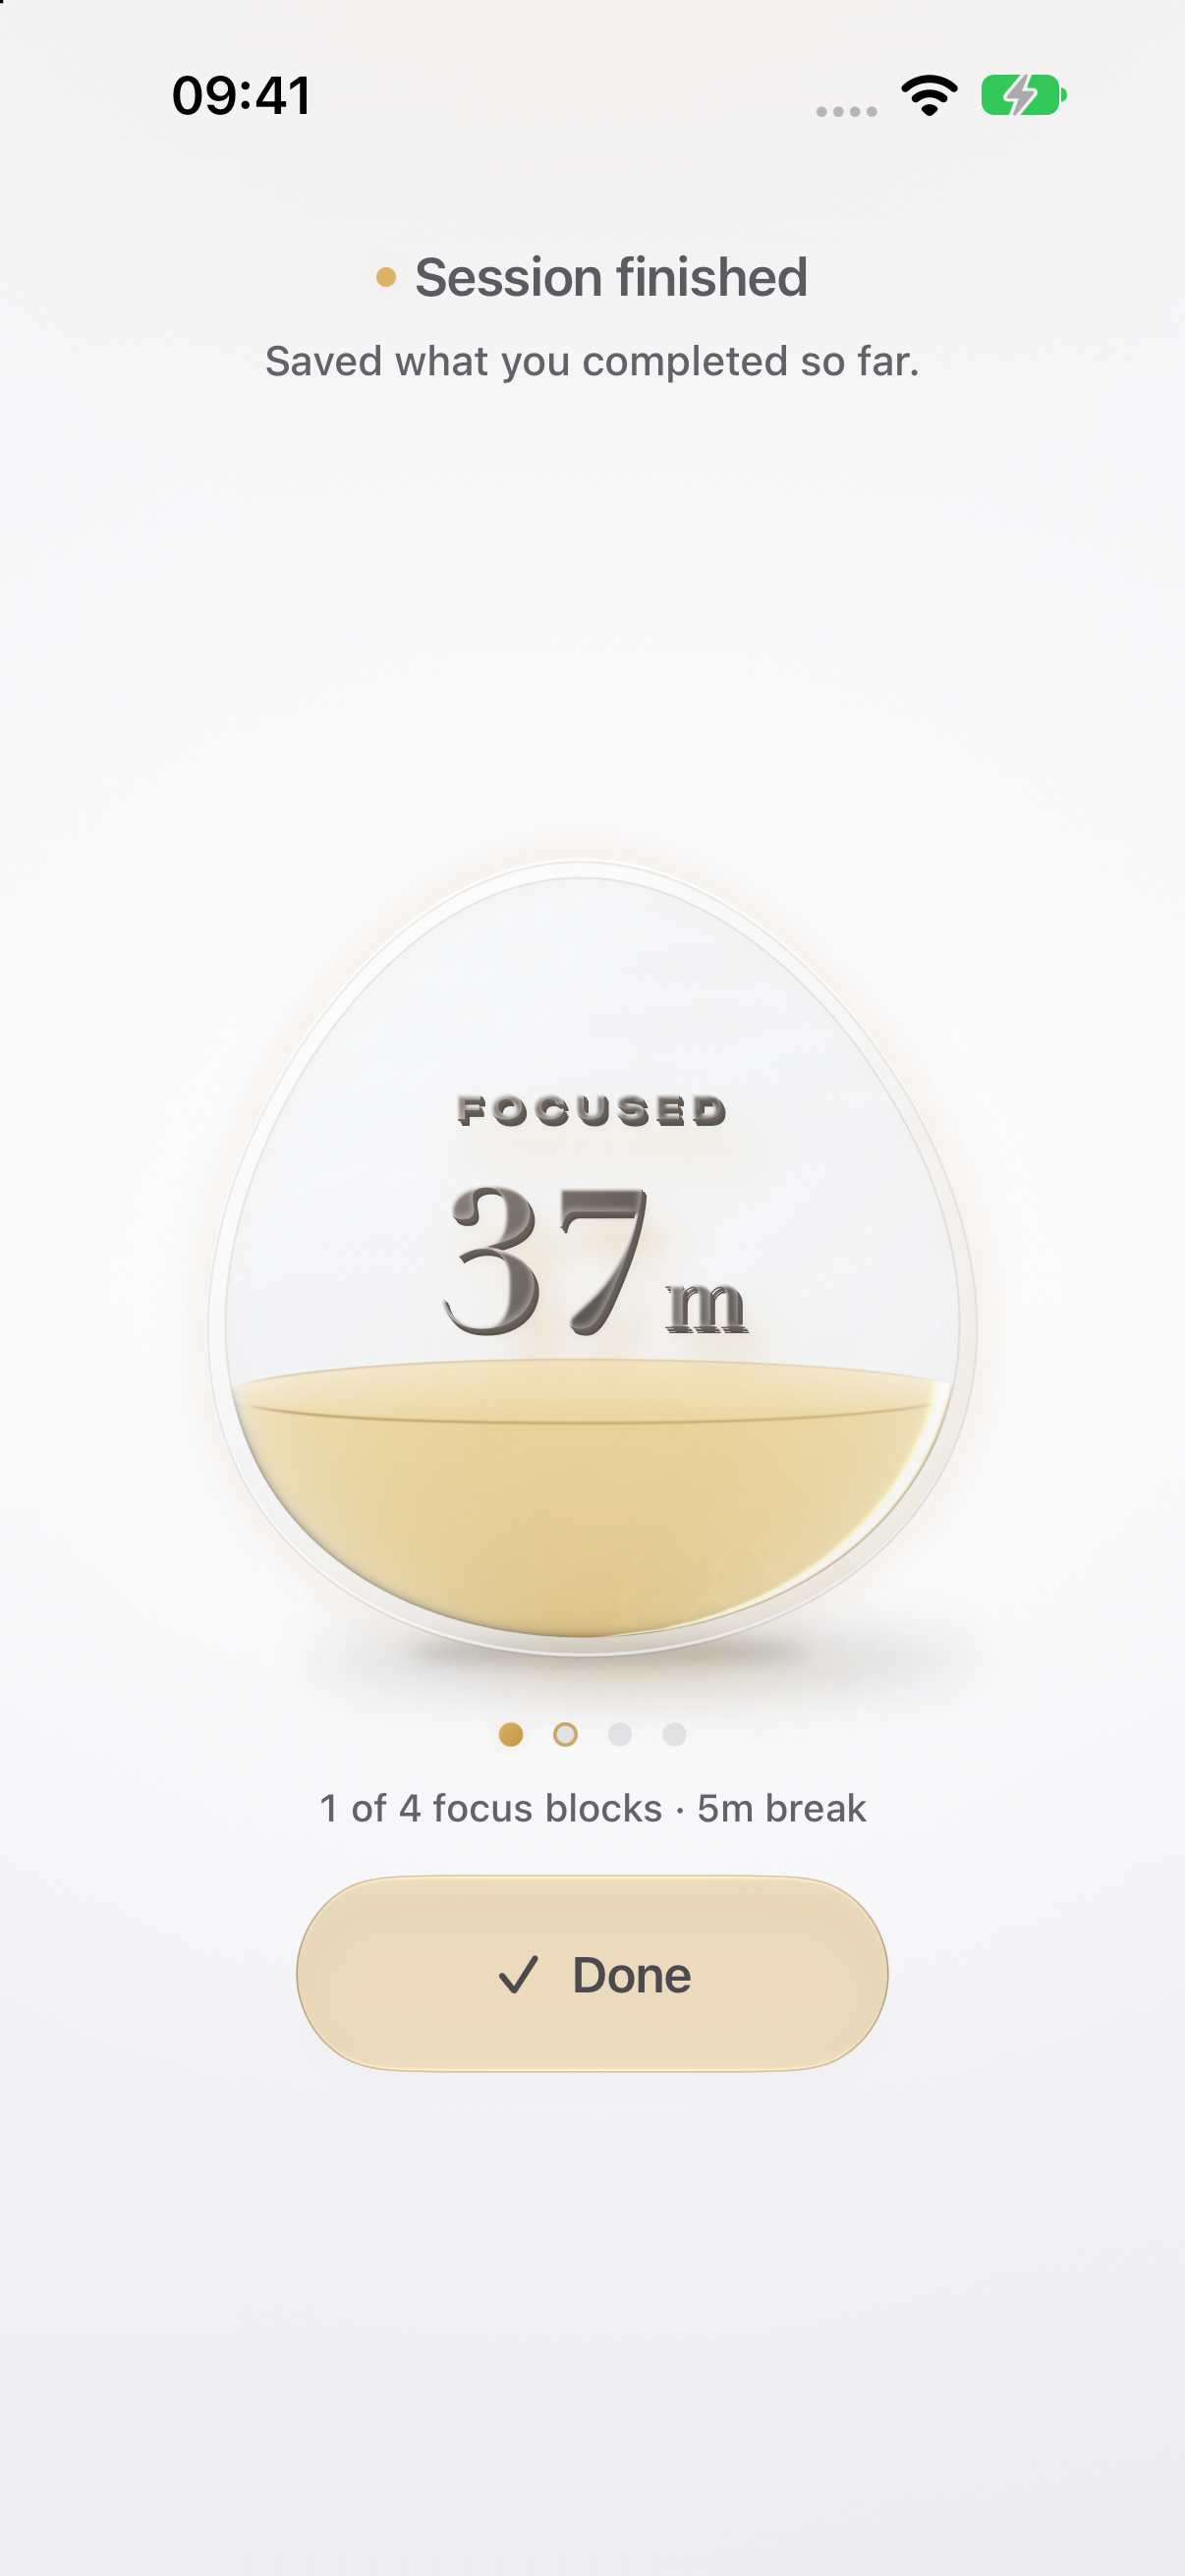 09:41
Session finished
Saved what you completed so far.
FOCUSED
37m
1 of 4 focus blocks · 5m break
Done